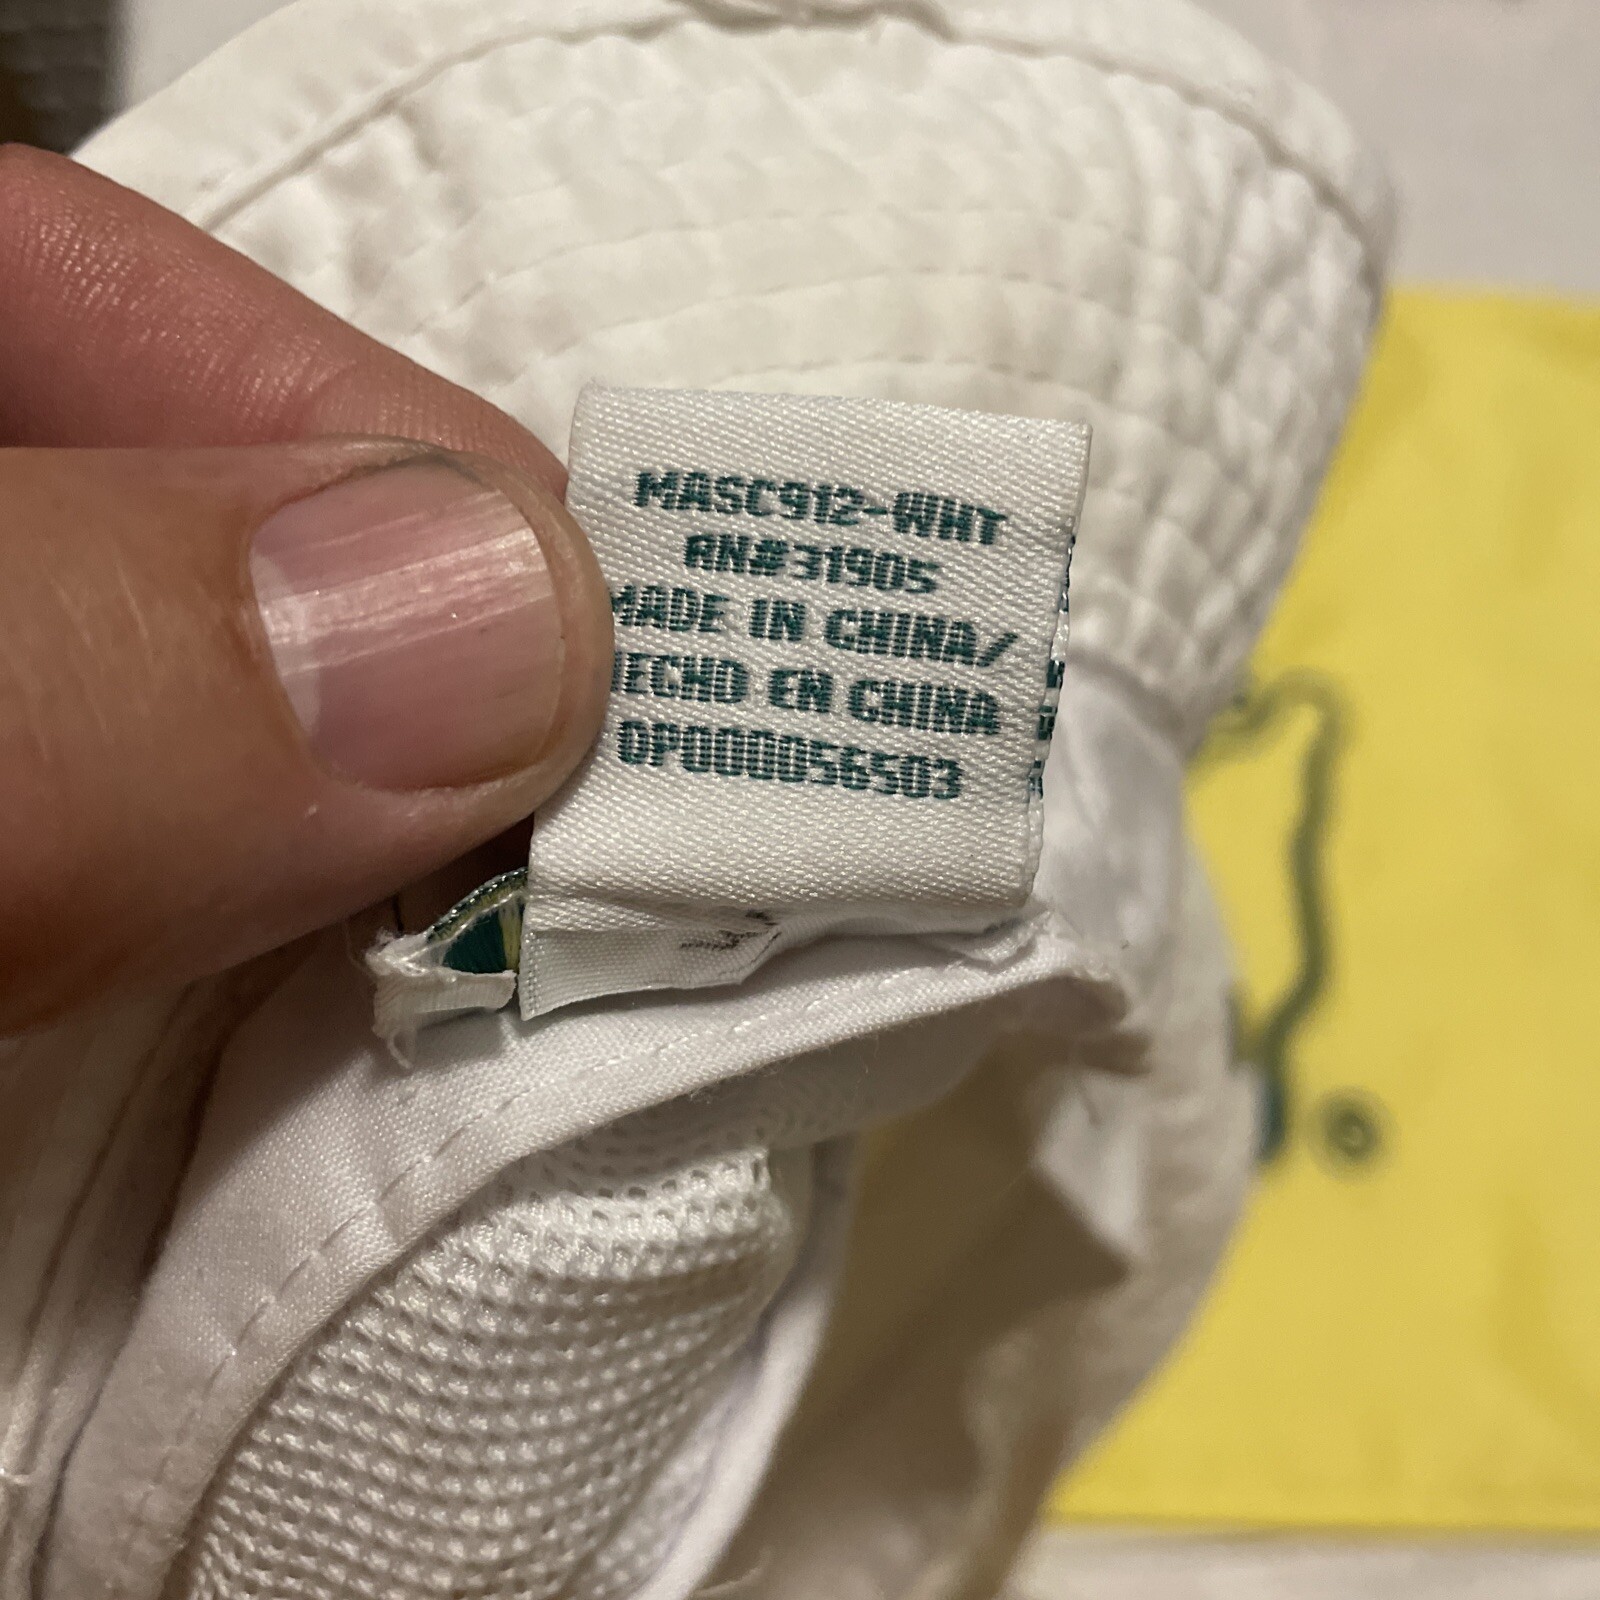 MASC912-WHT
RN#31905
MADE IN CHINA/
HECHO EN CHINA
OP000056503